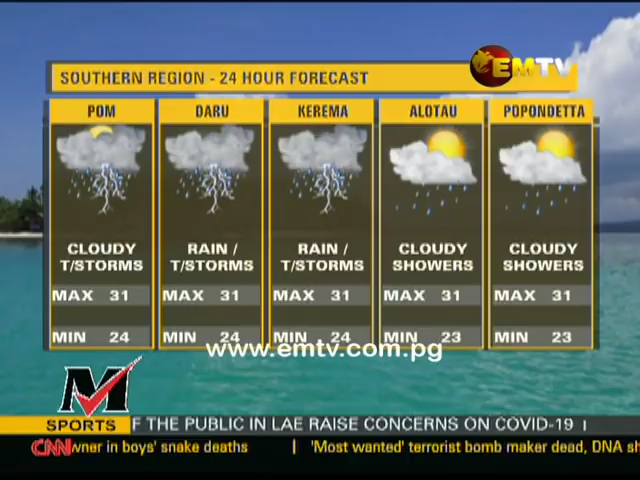 EMTV
SOUTHERN REGION - 24 HOUR FORECAST
POM DARU KEREMA ALOTAU POPONDETTA
CLOUDY T/STORMS
RAIN / T/STORMS
RAIN / T/STORMS
CLOUDY SHOWERS
CLOUDY SHOWERS
MAX 31 MAX 31 MAX 31 MAX 31 MAX 31
MIN 24 MIN 24 MIN 24 MIN 23 MIN 23
www.emtv.com.pg
M
SPORTS F THE PUBLIC IN LAE RAISE CONCERNS ON COVID-19 |
CNN wner in boys' snake deaths | 'Most wanted' terrorist bomb maker dead, DNA sh